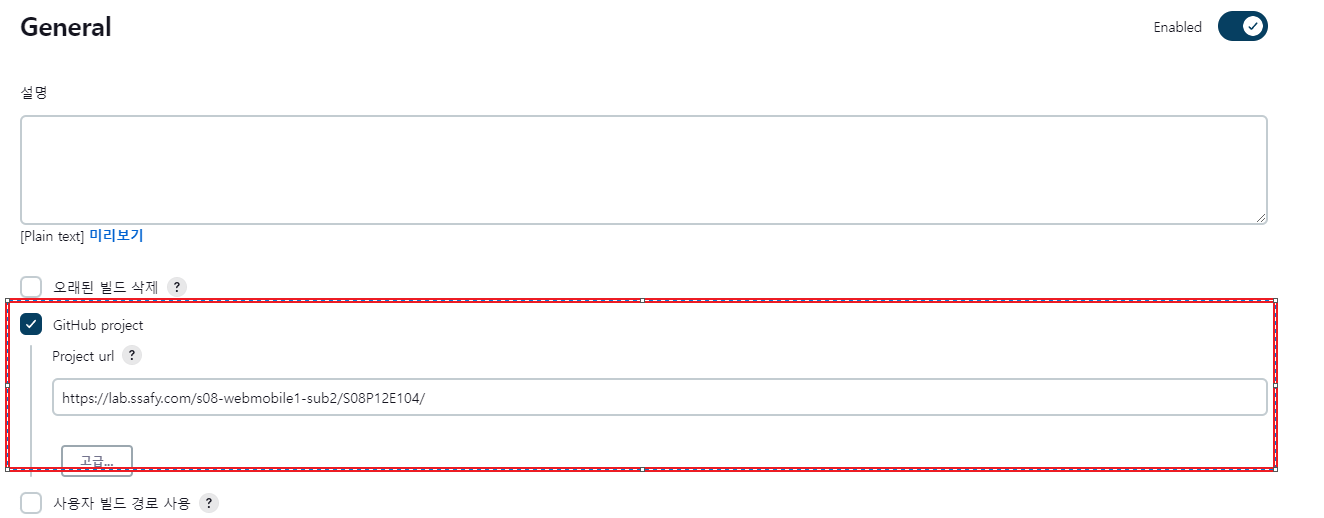 General
Enabled
설명
[Plain text] 미리보기
오래된 빌드 삭제 ?
GitHub project
Project url ?
https://lab.ssafy.com/s08-webmobile1-sub2/S08P12E104/
고급...
사용자 빌드 경로 사용 ?